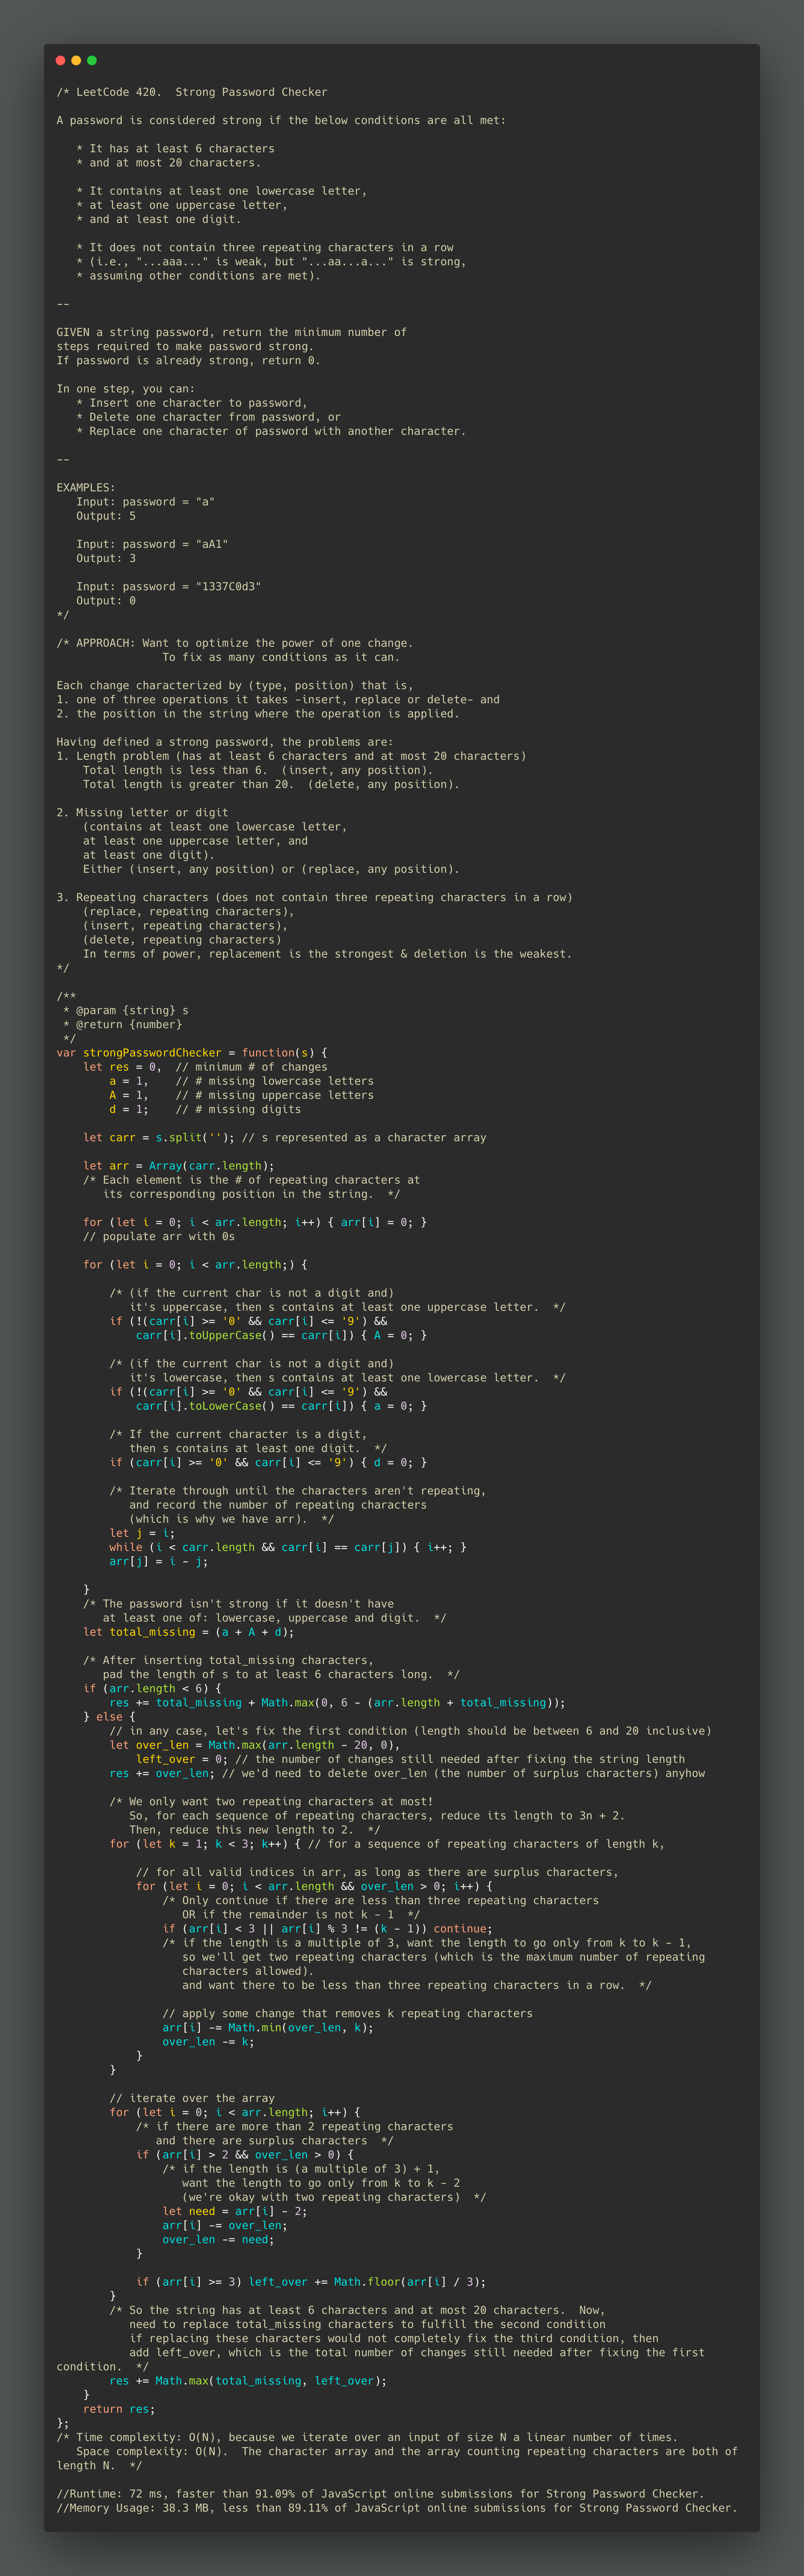 /* LeetCode 420.  Strong Password Checker

A password is considered strong if the below conditions are all met:

   * It has at least 6 characters
   * and at most 20 characters.

   * It contains at least one lowercase letter,
   * at least one uppercase letter,
   * and at least one digit.

   * It does not contain three repeating characters in a row
   * (i.e., "...aaa..." is weak, but "...aa...a..." is strong,
   * assuming other conditions are met).

--

GIVEN a string password, return the minimum number of
steps required to make password strong.
If password is already strong, return 0.

In one step, you can:
   * Insert one character to password,
   * Delete one character from password, or
   * Replace one character of password with another character.

--

EXAMPLES:
   Input: password = "a"
   Output: 5

   Input: password = "aA1"
   Output: 3

   Input: password = "1337C0d3"
   Output: 0
*/

/* APPROACH: Want to optimize the power of one change.
                To fix as many conditions as it can.

Each change characterized by (type, position) that is,
1. one of three operations it takes -insert, replace or delete- and
2. the position in the string where the operation is applied.

Having defined a strong password, the problems are:
1. Length problem (has at least 6 characters and at most 20 characters)
    Total length is less than 6.  (insert, any position).
    Total length is greater than 20.  (delete, any position).

2. Missing letter or digit
    (contains at least one lowercase letter,
    at least one uppercase letter, and
    at least one digit).
    Either (insert, any position) or (replace, any position).

3. Repeating characters (does not contain three repeating characters in a row)
    (replace, repeating characters),
    (insert, repeating characters),
    (delete, repeating characters)
    In terms of power, replacement is the strongest & deletion is the weakest.
*/

/**
 * @param {string} s
 * @return {number}
 */
var strongPasswordChecker = function(s) {
    let res = 0,  // minimum # of changes
        a = 1,    // # missing lowercase letters
        A = 1,    // # missing uppercase letters
        d = 1;    // # missing digits

    let carr = s.split(''); // s represented as a character array

    let arr = Array(carr.length);
    /* Each element is the # of repeating characters at
       its corresponding position in the string.  */

    for (let i = 0; i < arr.length; i++) { arr[i] = 0; }
    // populate arr with 0s

    for (let i = 0; i < arr.length;) {

        /* (if the current char is not a digit and)
           it's uppercase, then s contains at least one uppercase letter.  */
        if (!(carr[i] >= '0' && carr[i] <= '9') &&
            carr[i].toUpperCase() == carr[i]) { A = 0; }

        /* (if the current char is not a digit and)
           it's lowercase, then s contains at least one lowercase letter.  */
        if (!(carr[i] >= '0' && carr[i] <= '9') &&
            carr[i].toLowerCase() == carr[i]) { a = 0; }

        /* If the current character is a digit,
           then s contains at least one digit.  */
        if (carr[i] >= '0' && carr[i] <= '9') { d = 0; }

        /* Iterate through until the characters aren't repeating,
           and record the number of repeating characters
           (which is why we have arr).  */
        let j = i;
        while (i < carr.length && carr[i] == carr[j]) { i++; }
        arr[j] = i - j;

    }
    /* The password isn't strong if it doesn't have
       at least one of: lowercase, uppercase and digit.  */
    let total_missing = (a + A + d);

    /* After inserting total_missing characters,
       pad the length of s to at least 6 characters long.  */
    if (arr.length < 6) {
        res += total_missing + Math.max(0, 6 - (arr.length + total_missing));
    } else {
        // in any case, let's fix the first condition (length should be between 6 and 20 inclusive)
        let over_len = Math.max(arr.length - 20, 0),
            left_over = 0; // the number of changes still needed after fixing the string length
        res += over_len; // we'd need to delete over_len (the number of surplus characters) anyhow

        /* We only want two repeating characters at most!
           So, for each sequence of repeating characters, reduce its length to 3n + 2.
           Then, reduce this new length to 2.  */
        for (let k = 1; k < 3; k++) { // for a sequence of repeating characters of length k,

            // for all valid indices in arr, as long as there are surplus characters,
            for (let i = 0; i < arr.length && over_len > 0; i++) {
                /* Only continue if there are less than three repeating characters
                   OR if the remainder is not k - 1  */
                if (arr[i] < 3 || arr[i] % 3 != (k - 1)) continue;
                /* if the length is a multiple of 3, want the length to go only from k to k - 1,
                   so we'll get two repeating characters (which is the maximum number of repeating
                   characters allowed).
                   and want there to be less than three repeating characters in a row.  */

                // apply some change that removes k repeating characters
                arr[i] -= Math.min(over_len, k);
                over_len -= k;
            }
        }

        // iterate over the array
        for (let i = 0; i < arr.length; i++) {
            /* if there are more than 2 repeating characters
               and there are surplus characters  */
            if (arr[i] > 2 && over_len > 0) {
                /* if the length is (a multiple of 3) + 1,
                   want the length to go only from k to k - 2
                   (we're okay with two repeating characters)  */
                let need = arr[i] - 2;
                arr[i] -= over_len;
                over_len -= need;
            }

            if (arr[i] >= 3) left_over += Math.floor(arr[i] / 3);
        }
        /* So the string has at least 6 characters and at most 20 characters.  Now,
           need to replace total_missing characters to fulfill the second condition
           if replacing these characters would not completely fix the third condition, then
           add left_over, which is the total number of changes still needed after fixing the first
condition.  */
        res += Math.max(total_missing, left_over);
    }
    return res;
};
/* Time complexity: O(N), because we iterate over an input of size N a linear number of times.
   Space complexity: O(N).  The character array and the array counting repeating characters are both of
length N.  */

//Runtime: 72 ms, faster than 91.09% of JavaScript online submissions for Strong Password Checker.
//Memory Usage: 38.3 MB, less than 89.11% of JavaScript online submissions for Strong Password Checker.